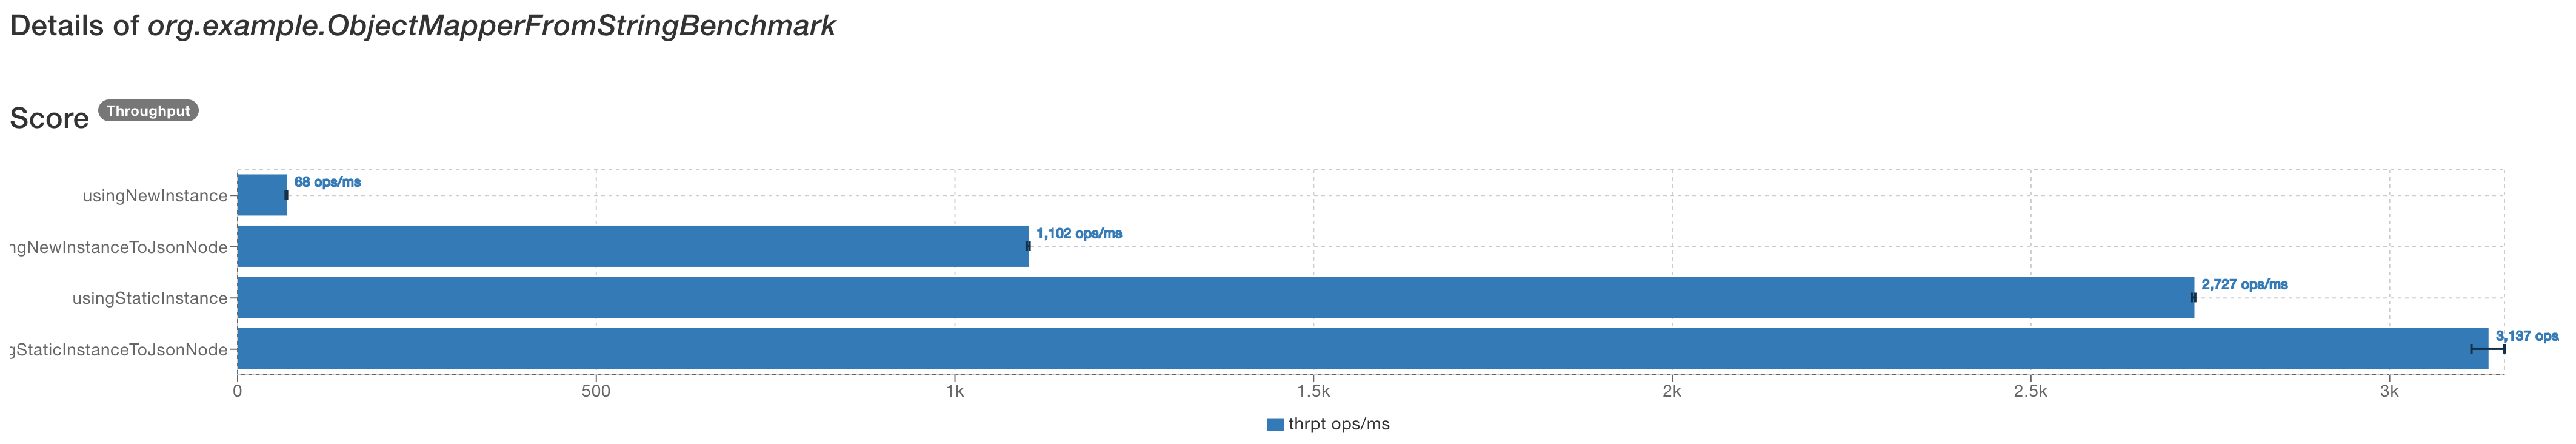 Details of org.example.ObjectMapperFromStringBenchmark
Score Throughput
usingNewInstance 68 ops/ms
ngNewInstanceToJsonNode 1,102 ops/ms
usingStaticInstance 2,727 ops/ms
gStaticInstanceToJsonNode 3,137 ops
0 500 1k 1.5k 2k 2.5k 3k
thrpt ops/ms